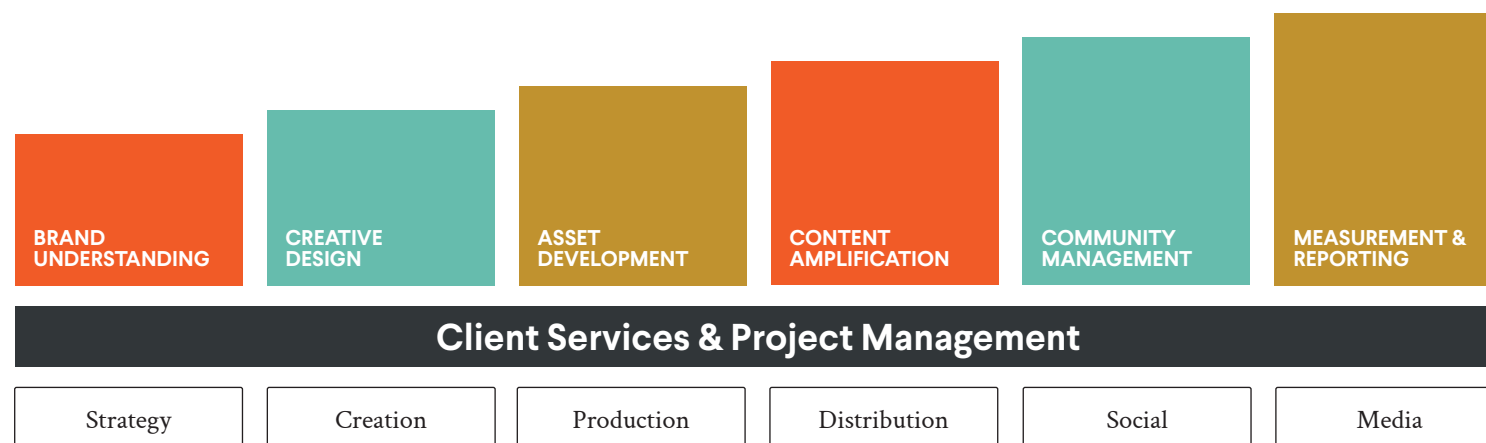 BRAND
UNDERSTANDING
CREATIVE
DESIGN
ASSET
DEVELOPMENT
CONTENT
AMPLIFICATION
COMMUNITY
MANAGEMENT
MEASUREMENT &
REPORTING
Client Services & Project Management
Strategy
Creation
Production
Distribution
Social
Media